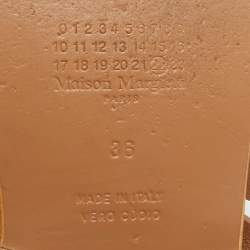 0 1 2 3 4 5 6 7 8 9
10 11 12 13 14 15 16
17 18 19 20 21 22 23
Maison Margiela
PARIS
36
MADE IN ITALY
VERO CUOIO